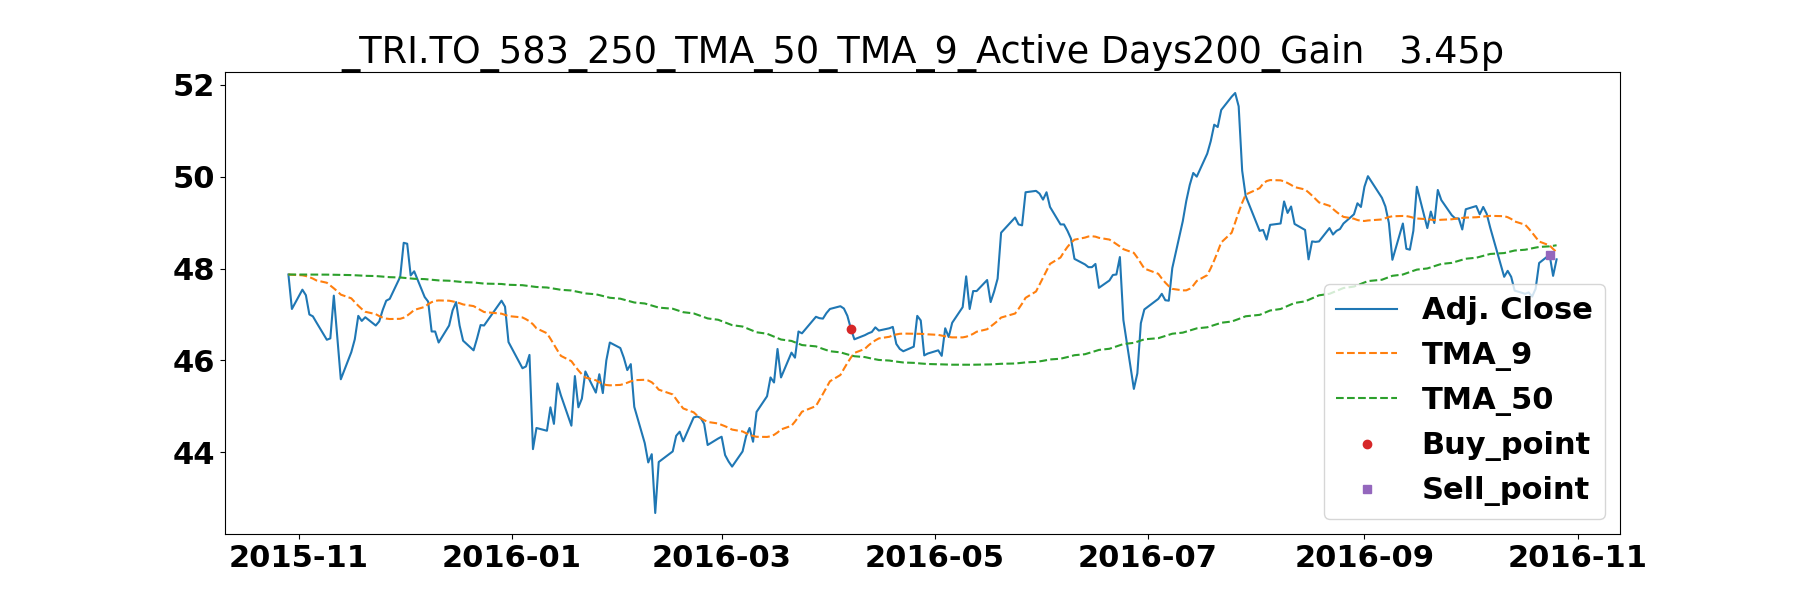 _TRI.TO_583_250_TMA_50_TMA_9_Active Days200_Gain   3.45p
52
50
48
46
44
2015-11
2016-01
2016-03
2016-05
2016-07
2016-09
2016-11
Adj. Close
TMA_9
TMA_50
Buy_point
Sell_point